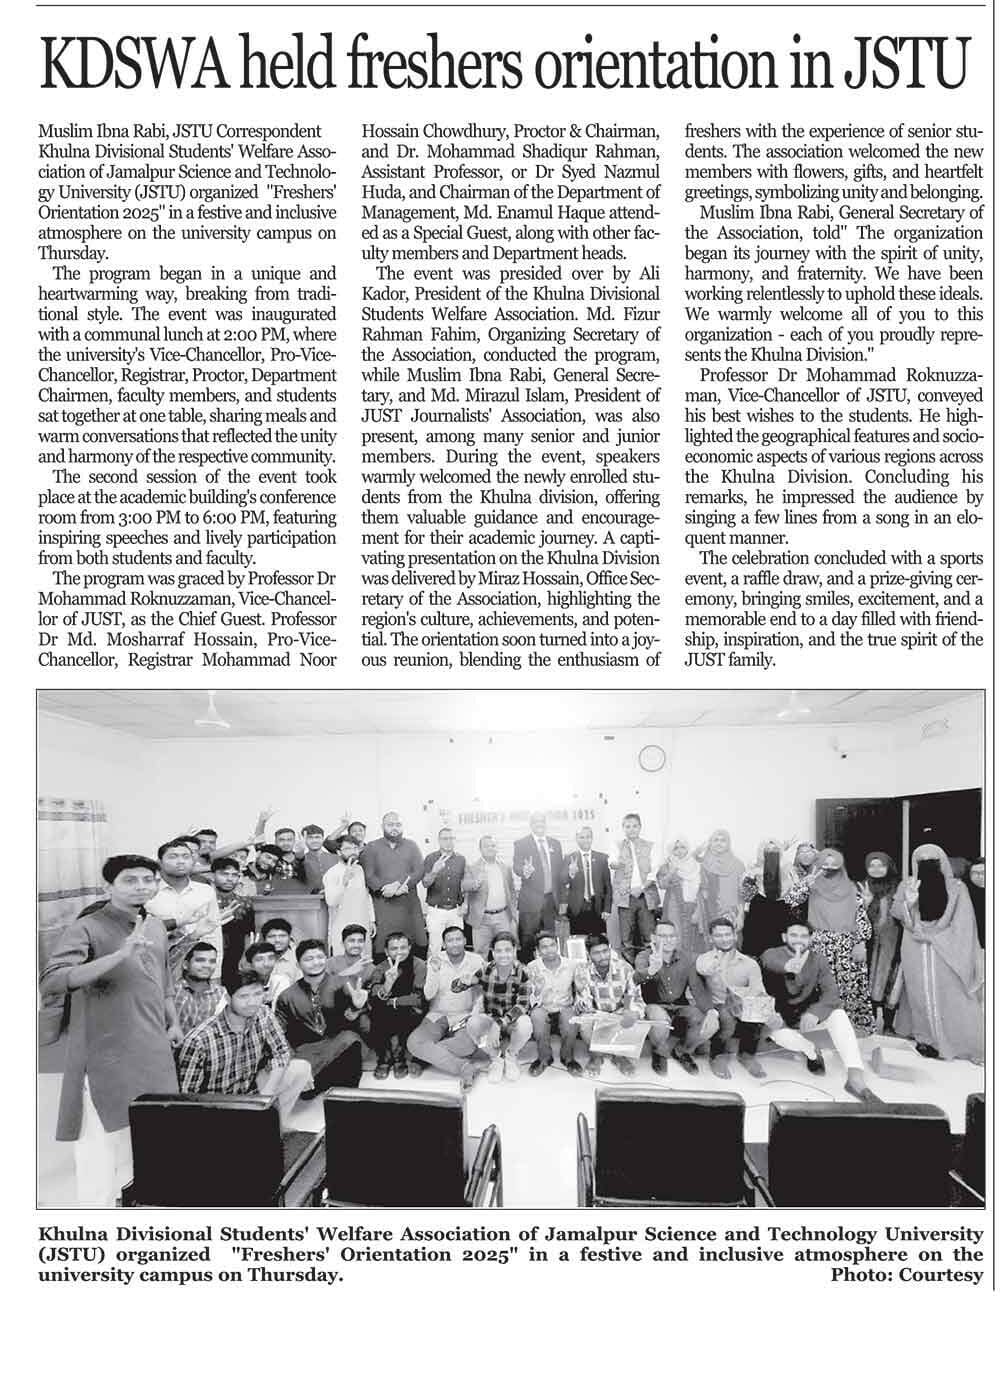 KDSWA held freshers orientation in JSTU
Muslim Ibna Rabi, JSTU Correspondent
Khulna Divisional Students' Welfare Asso-
ciation of Jamalpur Science and Technolo-
gy University (JSTU) organized "Freshers'
Orientation 2025" in a festive and inclusive
atmosphere on the university campus on
Thursday.
The program began in a unique and
heartwarming way, breaking from tradi-
tional style. The event was inaugurated
with a communal lunch at 2:00 PM, where
the university's Vice-Chancellor, Pro-Vice-
Chancellor, Registrar, Proctor, Department
Chairmen, faculty members, and students
sat together at one table, sharing meals and
warm conversations that reflected the unity
and harmony of the respective community.
The second session of the event took
place at the academic building's conference
room from 3:00 PM to 6:00 PM, featuring
inspiring speeches and lively participation
from both students and faculty.
The program was graced by Professor Dr
Mohammad Roknuzzaman, Vice-Chancel-
lor of JUST, as the Chief Guest. Professor
Dr Md. Mosharraf Hossain, Pro-Vice-
Chancellor, Registrar Mohammad Noor
Hossain Chowdhury, Proctor & Chairman,
and Dr. Mohammad Shadiqur Rahman,
Assistant Professor, or Dr Syed Nazmul
Huda, and Chairman of the Department of
Management, Md. Enamul Haque attend-
ed as a Special Guest, along with other fac-
ulty members and Department heads.
The event was presided over by Ali
Kador, President of the Khulna Divisional
Students Welfare Association. Md. Fizur
Rahman Fahim, Organizing Secretary of
the Association, conducted the program,
while Muslim Ibna Rabi, General Secre-
tary, and Md. Mirazul Islam, President of
JUST Journalists' Association, was also
present, among many senior and junior
members. During the event, speakers
warmly welcomed the newly enrolled stu-
dents from the Khulna division, offering
them valuable guidance and encourage-
ment for their academic journey. A capti-
vating presentation on the Khulna Division
was delivered by Miraz Hossain, Office Sec-
retary of the Association, highlighting the
region's culture, achievements, and poten-
tial. The orientation soon turned into a joy-
ous reunion, blending the enthusiasm of
freshers with the experience of senior stu-
dents. The association welcomed the new
members with flowers, gifts, and heartfelt
greetings, symbolizing unity and belonging.
Muslim Ibna Rabi, General Secretary of
the Association, told" The organization
began its journey with the spirit of unity,
harmony, and fraternity. We have been
working relentlessly to uphold these ideals.
We warmly welcome all of you to this
organization - each of you proudly repre-
sents the Khulna Division."
Professor Dr Mohammad Roknuzza-
man, Vice-Chancellor of JSTU, conveyed
his best wishes to the students. He high-
lighted the geographical features and socio-
economic aspects of various regions across
the Khulna Division. Concluding his
remarks, he impressed the audience by
singing a few lines from a song in an elo-
quent manner.
The celebration concluded with a sports
event, a raffle draw, and a prize-giving cer-
emony, bringing smiles, excitement, and a
memorable end to a day filled with friend-
ship, inspiration, and the true spirit of the
JUST family.
Khulna Divisional Students' Welfare Association of Jamalpur Science and Technology University
(JSTU) organized "Freshers' Orientation 2025" in a festive and inclusive atmosphere on the
university campus on Thursday. Photo: Courtesy